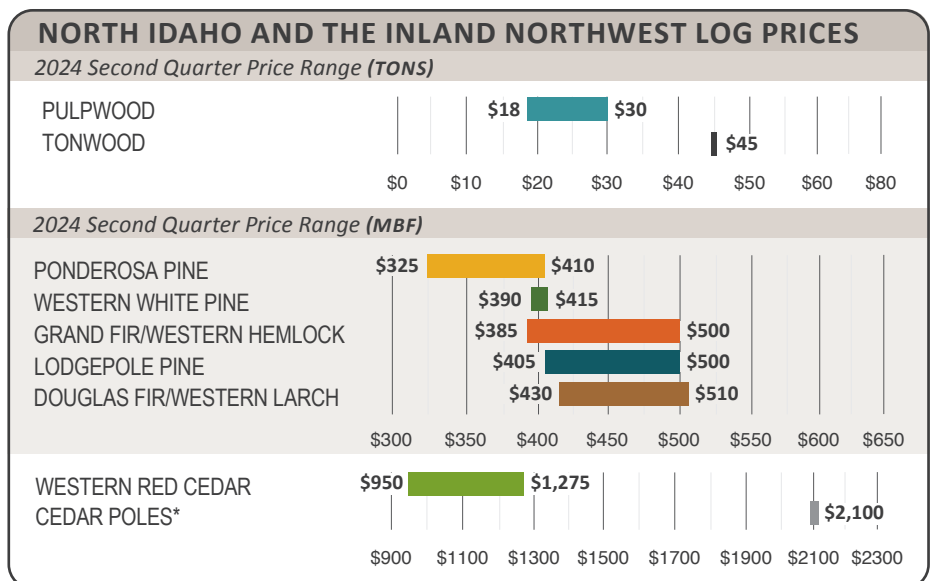 NORTH IDAHO AND THE INLAND NORTHWEST LOG PRICES
2024 Second Quarter Price Range (TONS)
PULPWOOD $18 $30
TONWOOD $45
$0 $10 $20 $30 $40 $50 $60 $80
2024 Second Quarter Price Range (MBF)
PONDEROSA PINE $325 $410
WESTERN WHITE PINE $390 $415
GRAND FIR/WESTERN HEMLOCK $385 $500
LODGEPOLE PINE $405 $500
DOUGLAS FIR/WESTERN LARCH $430 $510
$300 $350 $400 $450 $500 $550 $600 $650
WESTERN RED CEDAR $950 $1,275
CEDAR POLES* $2,100
$900 $1100 $1300 $1500 $1700 $1900 $2100 $2300